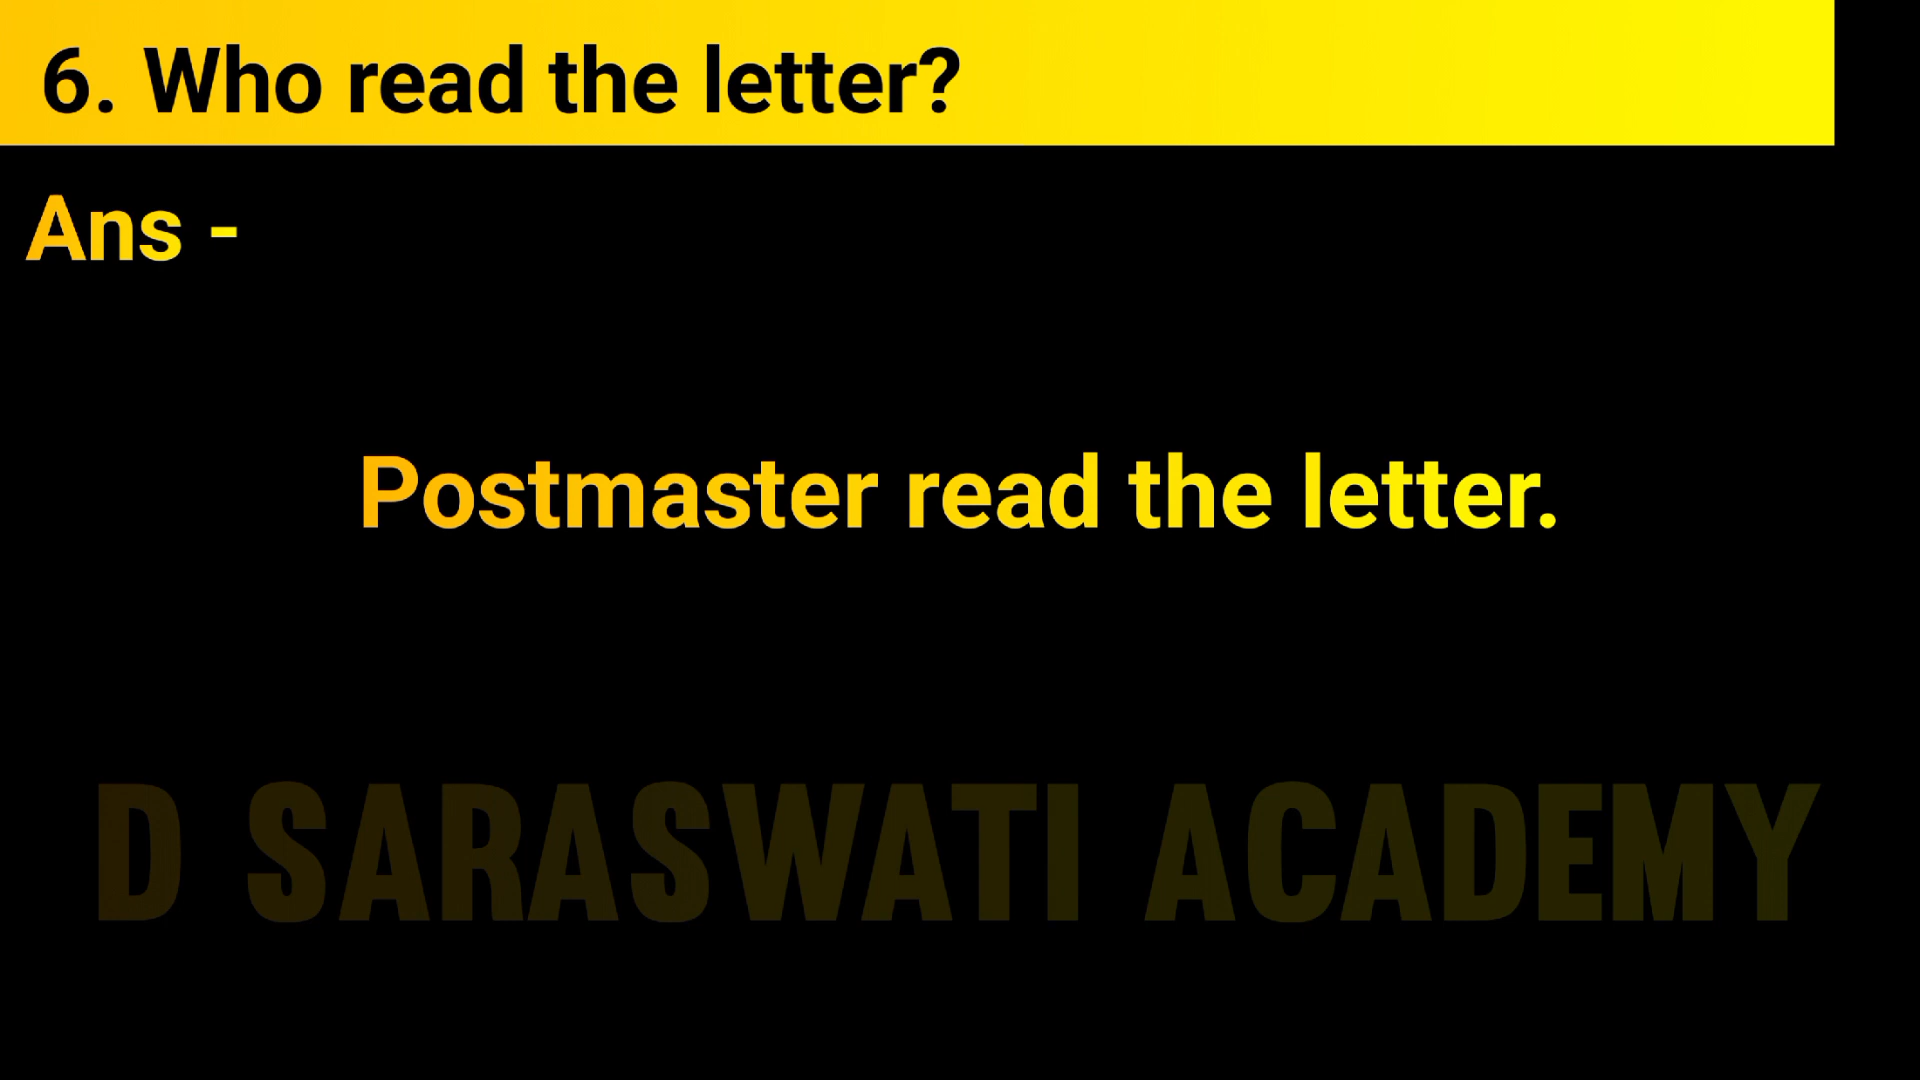 6. Who read the letter?
Ans -
Postmaster read the letter.
D SARASWATI ACADEMY